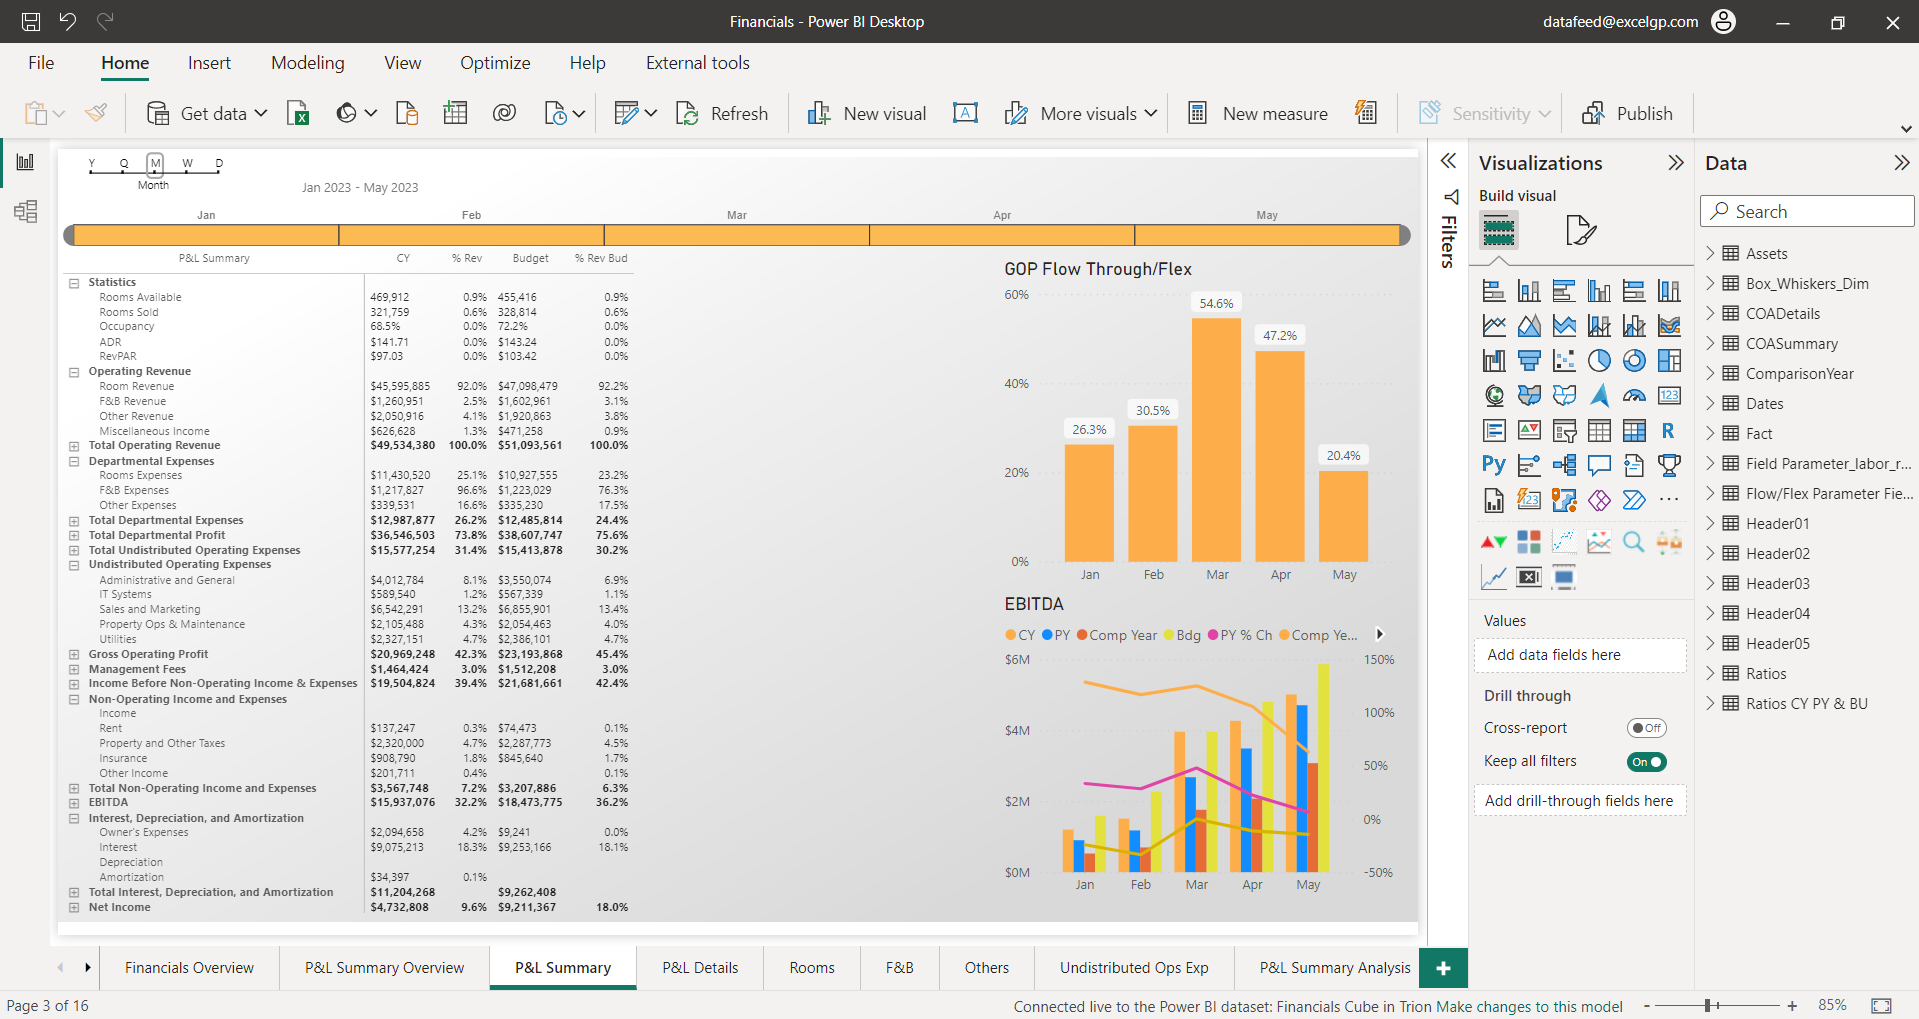 Financials - Power BI Desktop
datafeed@excelgp.com
File Home Insert Modeling View Optimize Help External tools
Get data Refresh New visual More visuals New measure Sensitivity Publish
Y Q M W D
Month
Jan 2023 - May 2023
Jan Feb Mar Apr May
P&L Summary CY % Rev Budget % Rev Bud
Statistics
Rooms Available 469,912 0.9% 455,416 0.9%
Rooms Sold 321,759 0.6% 328,814 0.6%
Occupancy 68.5% 0.0% 72.2% 0.0%
ADR $141.71 0.0% $143.24 0.0%
RevPAR $97.03 0.0% $103.42 0.0%
Operating Revenue
Room Revenue $45,595,885 92.0% $47,098,479 92.2%
F&B Revenue $1,260,951 2.5% $1,602,961 3.1%
Other Revenue $2,050,916 4.1% $1,920,863 3.8%
Miscellaneous Income $626,628 1.3% $471,258 0.9%
Total Operating Revenue $49,534,380 100.0% $51,093,561 100.0%
Departmental Expenses
Rooms Expenses $11,430,520 25.1% $10,927,555 23.2%
F&B Expenses $1,217,827 96.6% $1,223,029 76.3%
Other Expenses $339,531 16.6% $335,230 17.5%
Total Departmental Expenses $12,987,877 26.2% $12,485,814 24.4%
Total Departmental Profit $36,546,503 73.8% $38,607,747 75.6%
Total Undistributed Operating Expenses $15,577,254 31.4% $15,413,878 30.2%
Undistributed Operating Expenses
Administrative and General $4,012,784 8.1% $3,550,074 6.9%
IT Systems $589,540 1.2% $567,339 1.1%
Sales and Marketing $6,542,291 13.2% $6,855,901 13.4%
Property Ops & Maintenance $2,105,488 4.3% $2,054,463 4.0%
Utilities $2,327,151 4.7% $2,386,101 4.7%
Gross Operating Profit $20,969,248 42.3% $23,193,868 45.4%
Management Fees $1,464,424 3.0% $1,512,208 3.0%
Income Before Non-Operating Income & Expenses $19,504,824 39.4% $21,681,661 42.4%
Non-Operating Income and Expenses
Income
Rent $137,247 0.3% $74,473 0.1%
Property and Other Taxes $2,320,000 4.7% $2,287,773 4.5%
Insurance $908,790 1.8% $845,640 1.7%
Other Income $201,711 0.4% 0.1%
Total Non-Operating Income and Expenses $3,567,748 7.2% $3,207,886 6.3%
EBITDA $15,937,076 32.2% $18,473,775 36.2%
Interest, Depreciation, and Amortization
Owner's Expenses $2,094,658 4.2% $9,241 0.0%
Interest $9,075,213 18.3% $9,253,166 18.1%
Depreciation
Amortization $34,397 0.1%
Total Interest, Depreciation, and Amortization $11,204,268 $9,262,408
Net Income $4,732,808 9.6% $9,211,367 18.0%
GOP Flow Through/Flex
60%
54.6%
47.2%
40%
30.5%
26.3%
20.4%
20%
0%
Jan Feb Mar Apr May
EBITDA
CY PY Comp Year Bdg PY % Ch Comp Ye...
$6M 150%
100%
$4M
50%
$2M
0%
$0M -50%
Jan Feb Mar Apr May
Filters
Visualizations
Build visual
123
R
Py
123
Values
Add data fields here
Drill through
Cross-report Off
Keep all filters On
Add drill-through fields here
Data
Search
Assets
Box_Whiskers_Dim
COADetails
COASummary
ComparisonYear
Dates
Fact
Field Parameter_labor_r...
Flow/Flex Parameter Fie...
Header01
Header02
Header03
Header04
Header05
Ratios
Ratios CY PY & BU
Financials Overview P&L Summary Overview P&L Summary P&L Details Rooms F&B Others Undistributed Ops Exp P&L Summary Analysis +
Page 3 of 16
Connected live to the Power BI dataset: Financials Cube in Trion Make changes to this model
- + 85%